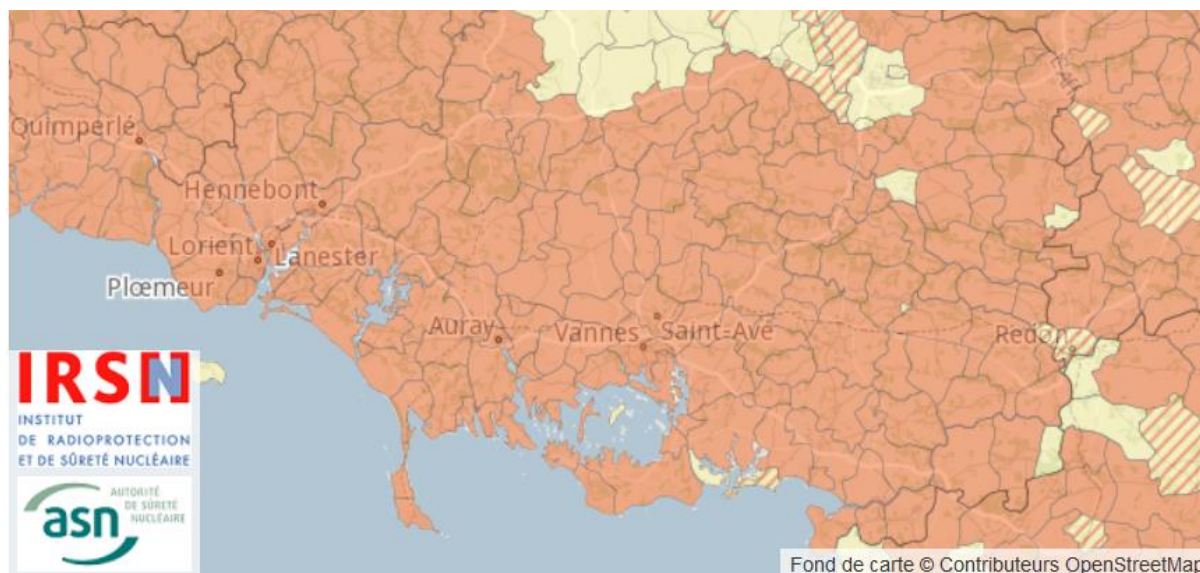 E 401
Quimperlé
Hennebont
Lorient
Lanester
Plœmeur
Auray
Vannes
Saint-Avé
Redon
IRSN
INSTITUT
DE RADIOPROTECTION
ET DE SÛRETÉ NUCLÉAIRE
asn
AUTORITÉ
DE SÛRETÉ
NUCLÉAIRE
Fond de carte © Contributeurs OpenStreetMap